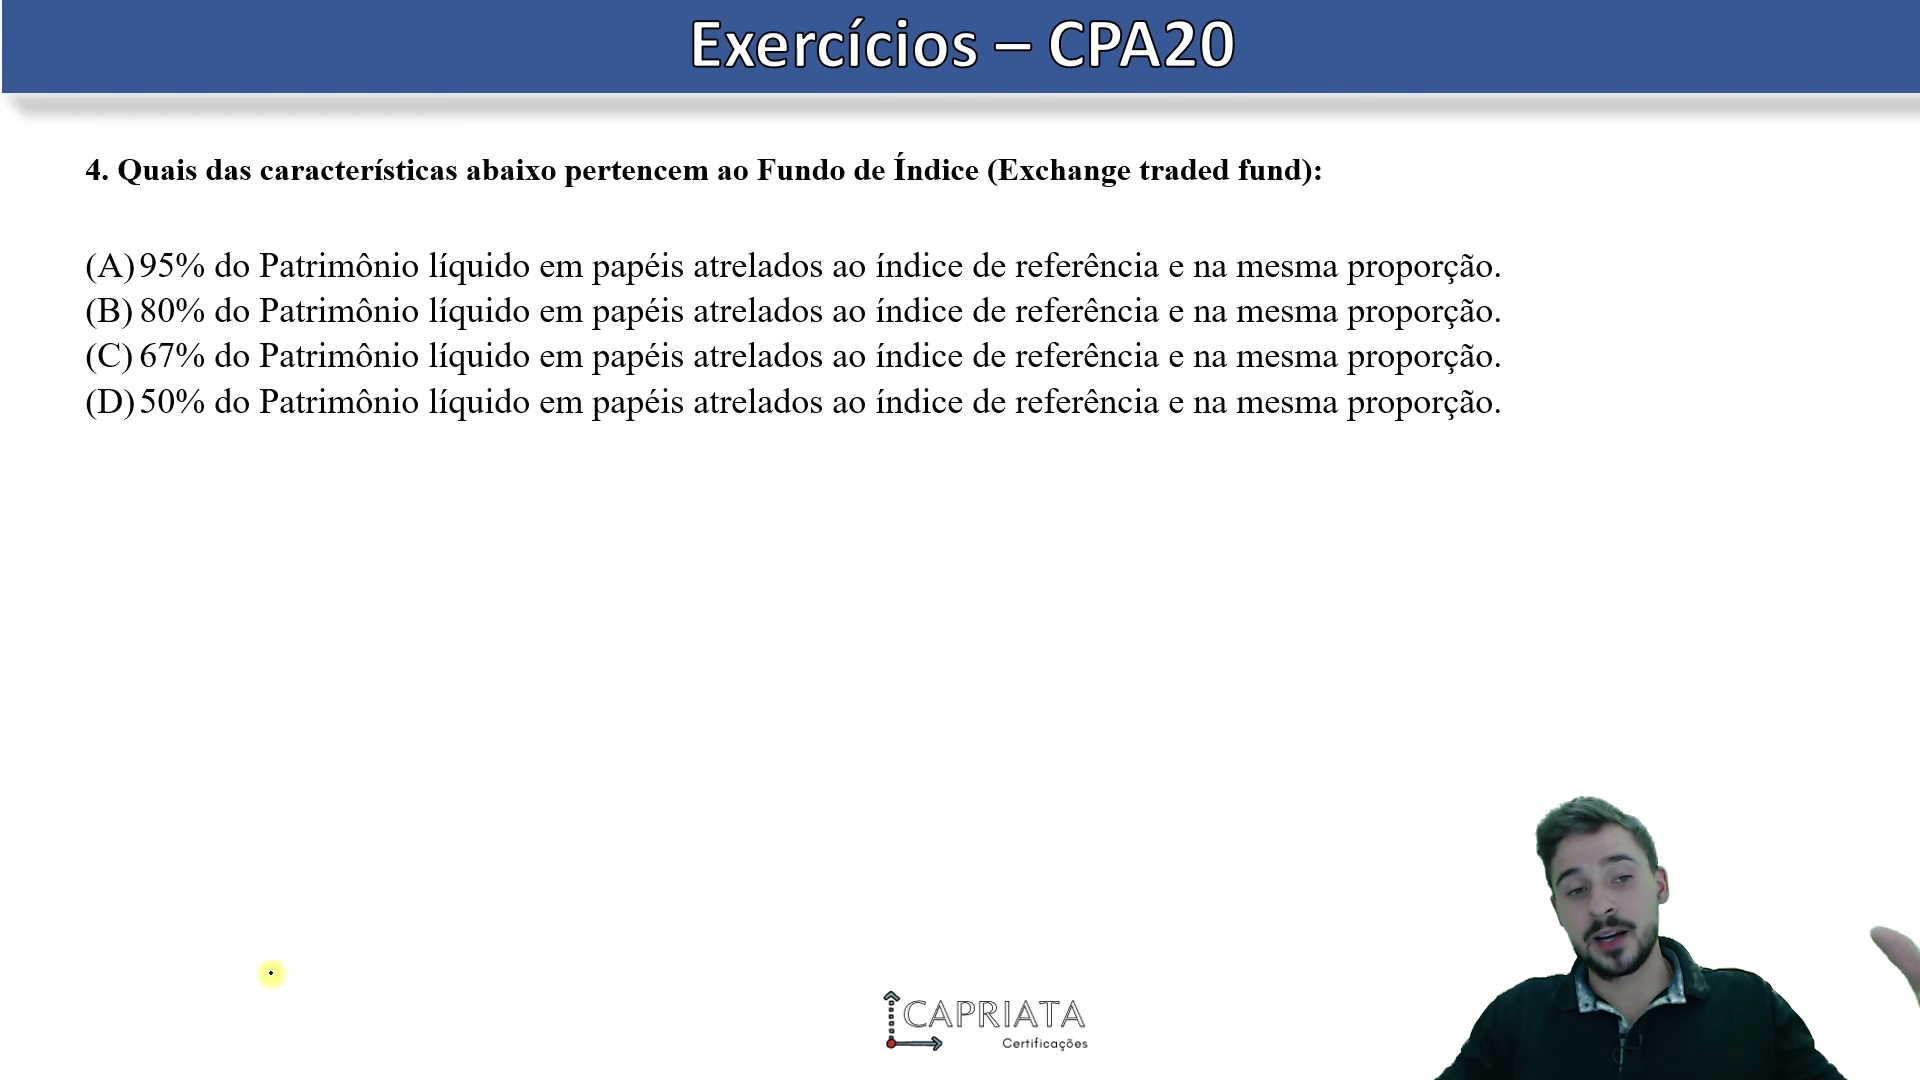 Exercícios – CPA20
4. Quais das características abaixo pertencem ao Fundo de Índice (Exchange traded fund):
(A) 95% do Patrimônio líquido em papéis atrelados ao índice de referência e na mesma proporção.
(B) 80% do Patrimônio líquido em papéis atrelados ao índice de referência e na mesma proporção.
(C) 67% do Patrimônio líquido em papéis atrelados ao índice de referência e na mesma proporção.
(D) 50% do Patrimônio líquido em papéis atrelados ao índice de referência e na mesma proporção.
CAPRIATA
Certificações